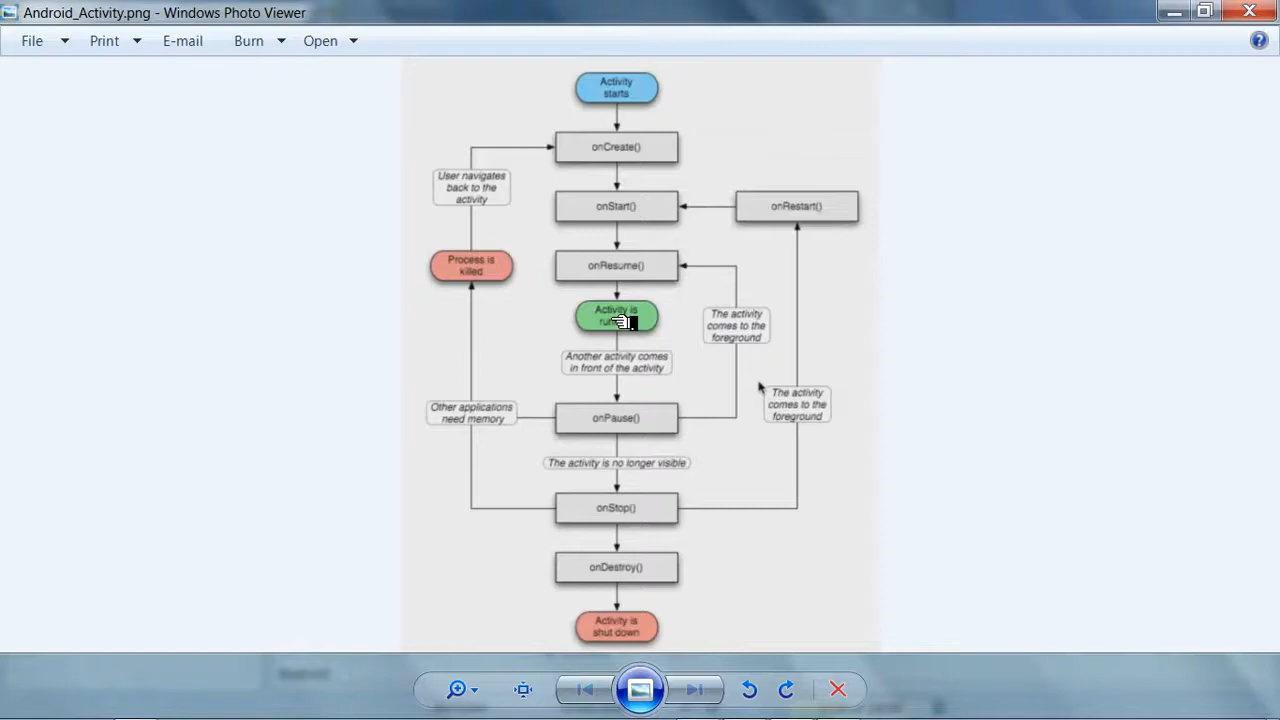 Android_Activity.png - Windows Photo Viewer
File Print E-mail Burn Open
Activity
starts
onCreate()
User navigates
back to the
activity
onStart()
onRestart()
Process is
killed
onResume()
Activity is
The activity
comes to the
foreground
Another activity comes
in front of the activity
The activity
comes to the
foreground
Other applications
need memory
onPause()
The activity is no longer visible
onStop()
onDestroy()
Activity is
shut down